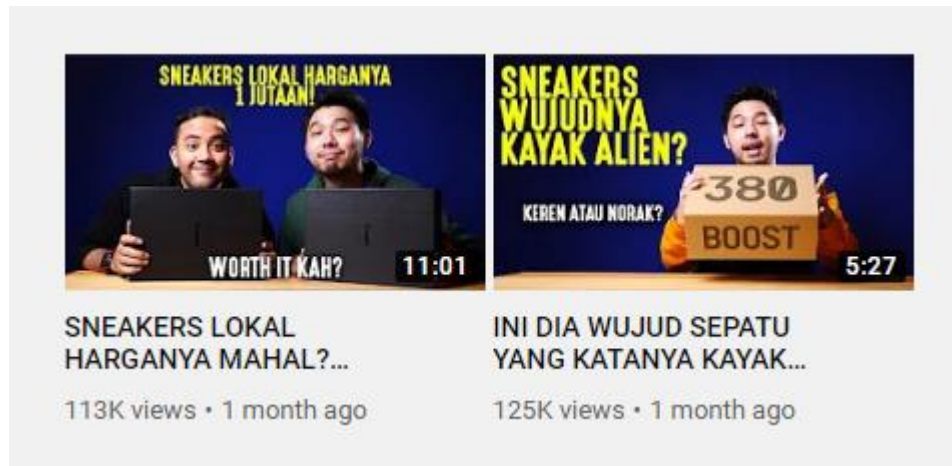 SNEAKERS LOKAL HARGANYA
1 JUTAAN!
WORTH IT KAH?
11:01
SNEAKERS
WUJUDNYA
KAYAK ALIEN?
KEREN ATAU NORAK?
380
BOOST
5:27
SNEAKERS LOKAL
HARGANYA MAHAL?...
113K views • 1 month ago
INI DIA WUJUD SEPATU
YANG KATANYA KAYAK...
125K views • 1 month ago